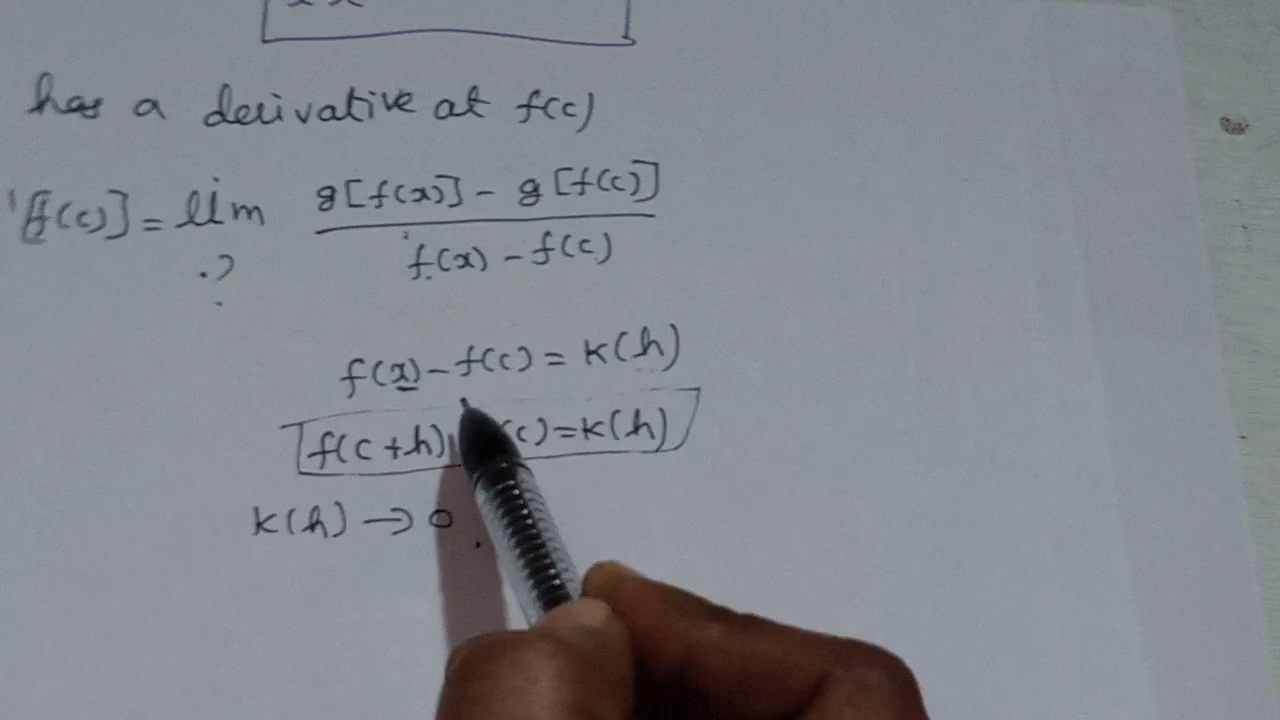 has a derivative at f(c)
'[f(c)] = lim g[f(x)] - g[f(c)]
.? f(x) - f(c)
f(x) - f(c) = k(h)
f(c+h) (c) = k(h)
k(h) → 0